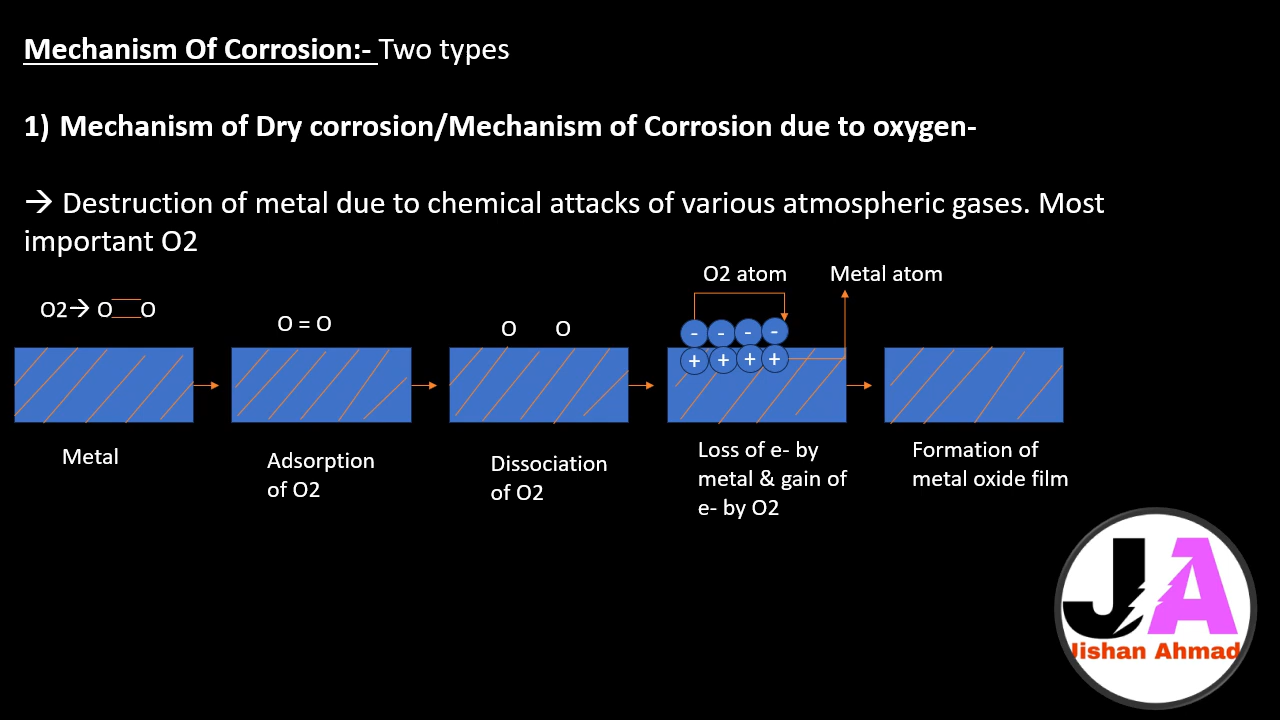 Mechanism Of Corrosion:- Two types
1) Mechanism of Dry corrosion/Mechanism of Corrosion due to oxygen-
→ Destruction of metal due to chemical attacks of various atmospheric gases. Most
important O2
O2 atom
Metal atom
O2→ O O
O = O
O O
- - - -
+ + + +
Metal
Adsorption
of O2
Dissociation
of O2
Loss of e- by
metal & gain of
e- by O2
Formation of
metal oxide film
JA
Jishan Ahmad